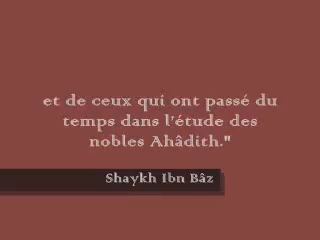 et de ceux qui ont passé du
temps dans l'étude des
nobles Ahâdith."
Shaykh Ibn Bâz